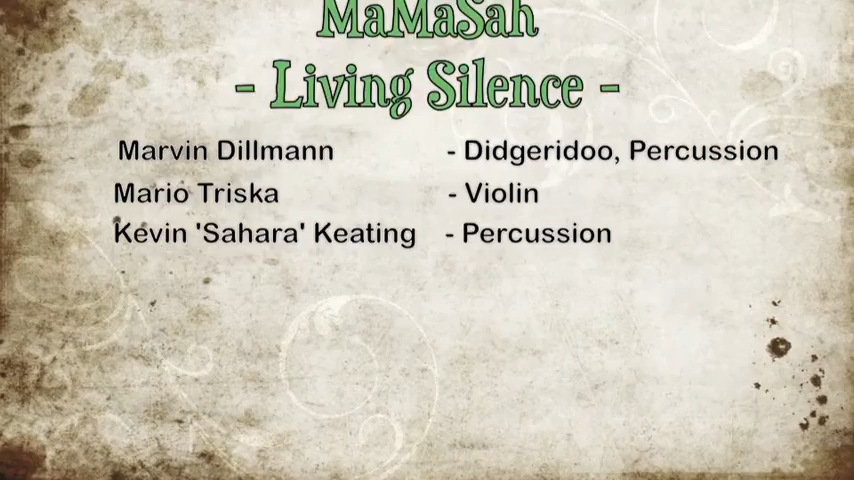 MaMaSah
- Living Silence -
Marvin Dillmann - Didgeridoo, Percussion
Mario Triska - Violin
Kevin 'Sahara' Keating - Percussion